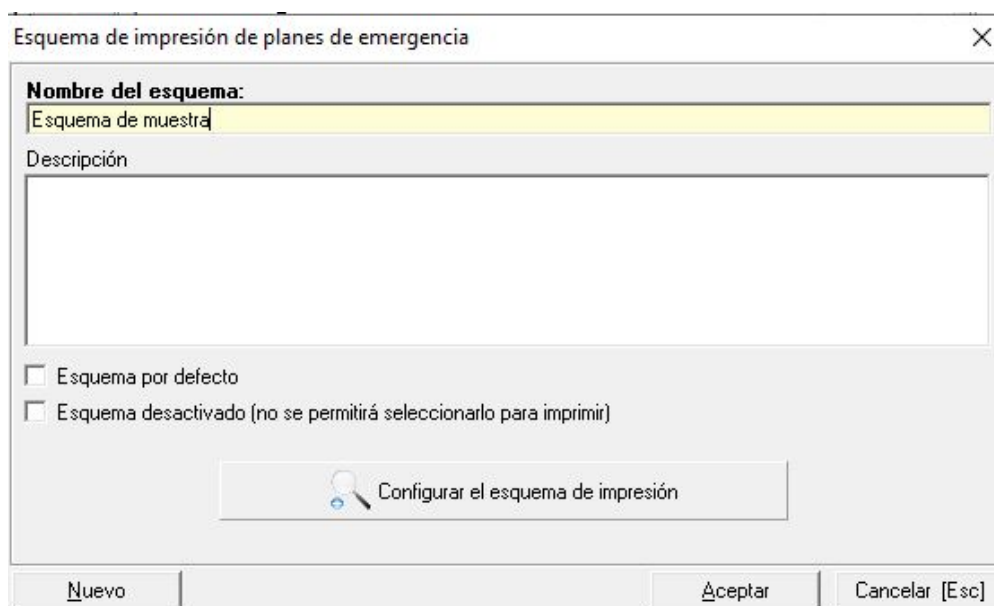 Esquema de impresión de planes de emergencia
Nombre del esquema:
Esquema de muestra
Descripción
Esquema por defecto
Esquema desactivado (no se permitirá seleccionarlo para imprimir)
Configurar el esquema de impresión
Nuevo Aceptar Cancelar [Esc]